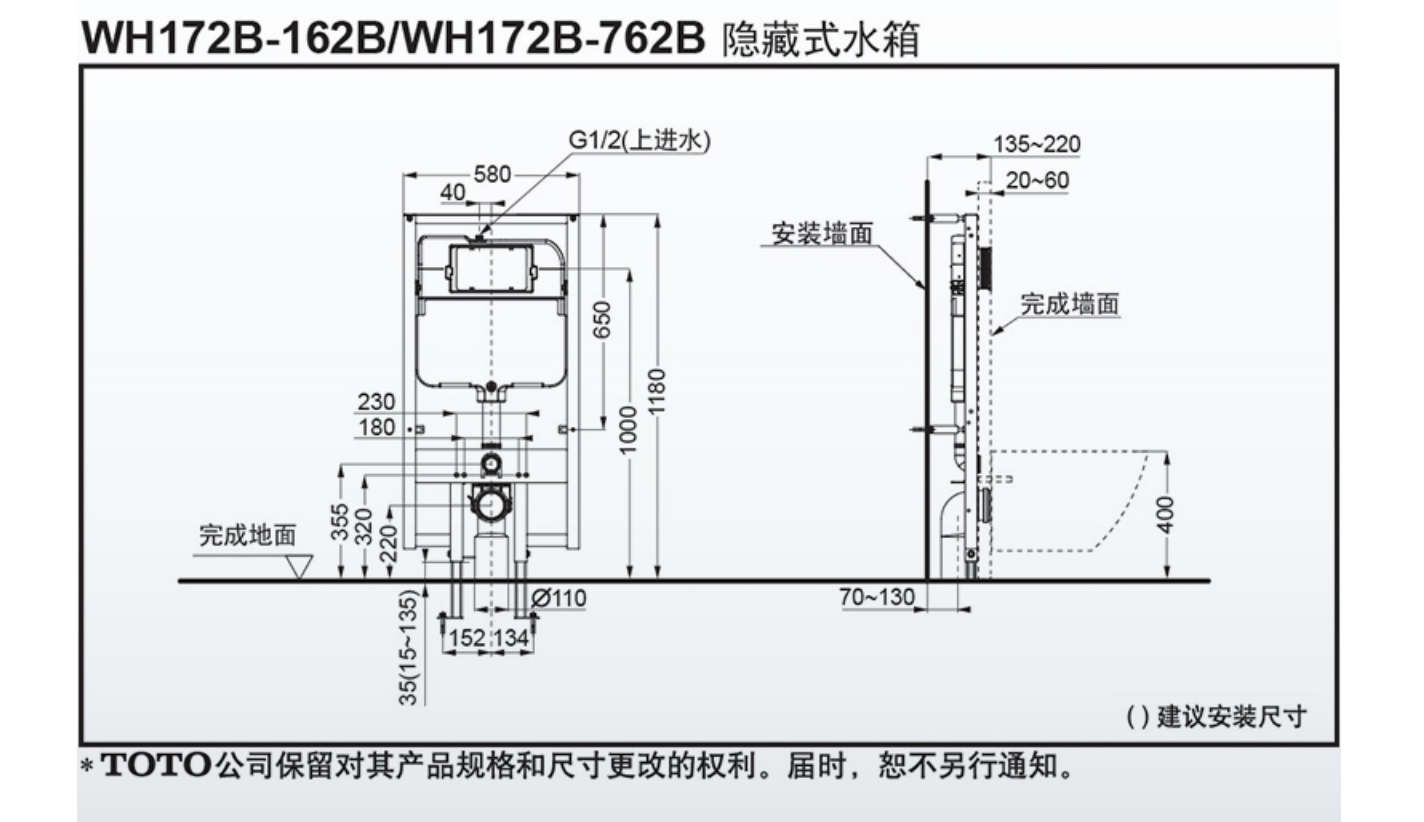 WH172B-162B/WH172B-762B 隐藏式水箱
G1/2(上进水)
580
40
135~220
20~60
安装墙面
完成墙面
650
1000
1180
230
180
355
320
220
400
完成地面
Ø110
70~130
152 134
35(15~135)
( ) 建议安装尺寸
*TOTO公司保留对其产品规格和尺寸更改的权利。届时，恕不另行通知。